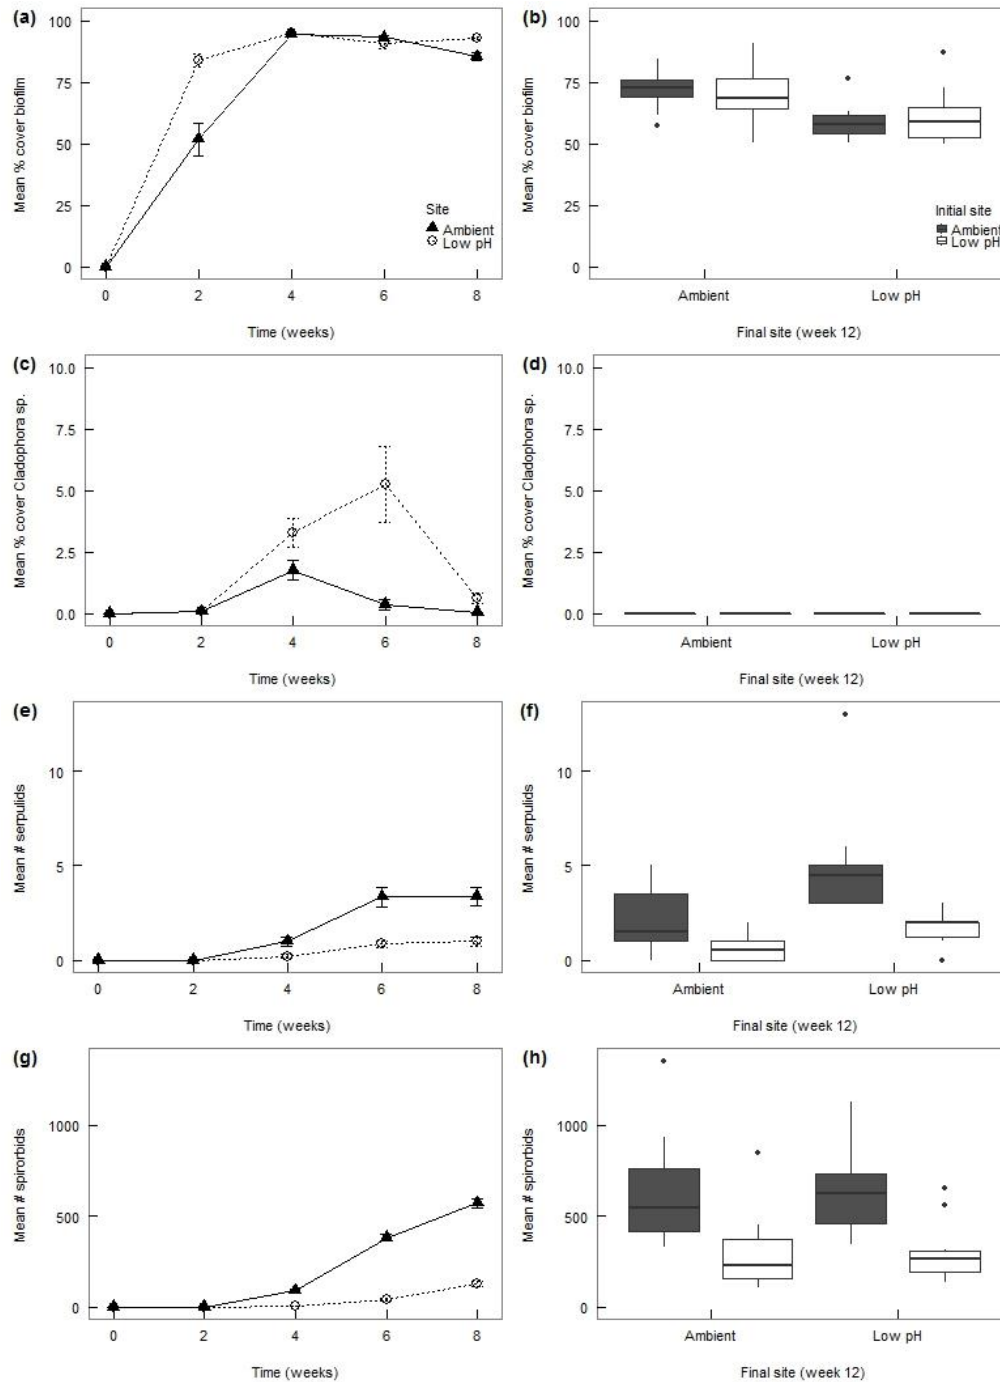 (a)
Mean % cover biofilm
100
75
50
25
0
Site
Ambient
Low pH
0 2 4 6 8
Time (weeks)
(b)
Mean % cover biofilm
100
75
50
25
0
Initial site
Ambient
Low pH
Ambient Low pH
Final site (week 12)
(c)
Mean % cover Cladophora sp.
10.0
7.5
5.0
2.5
0.0
0 2 4 6 8
Time (weeks)
(d)
Mean % cover Cladophora sp.
10.0
7.5
5.0
2.5
0.0
Ambient Low pH
Final site (week 12)
(e)
Mean # serpulids
10
5
0
0 2 4 6 8
Time (weeks)
(f)
Mean # serpulids
10
5
0
Ambient Low pH
Final site (week 12)
(g)
Mean # spirorbids
1000
500
0
0 2 4 6 8
Time (weeks)
(h)
Mean # spirorbids
1000
500
0
Ambient Low pH
Final site (week 12)